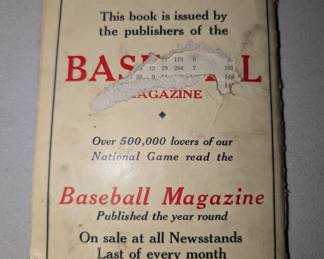 This book is issued by
the publishers of the
BASE L
MAGAZINE
Over 500,000 lovers of our
National Game read the
Baseball Magazine
Published the year round
On sale at all Newsstands
Last of every month